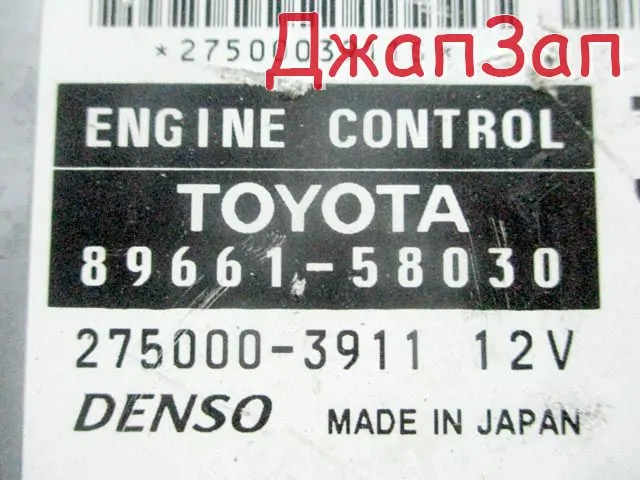 ДжапЗап
ENGINE CONTROL
TOYOTA
89661-58030
275000-3911 12V
DENSO
MADE IN JAPAN